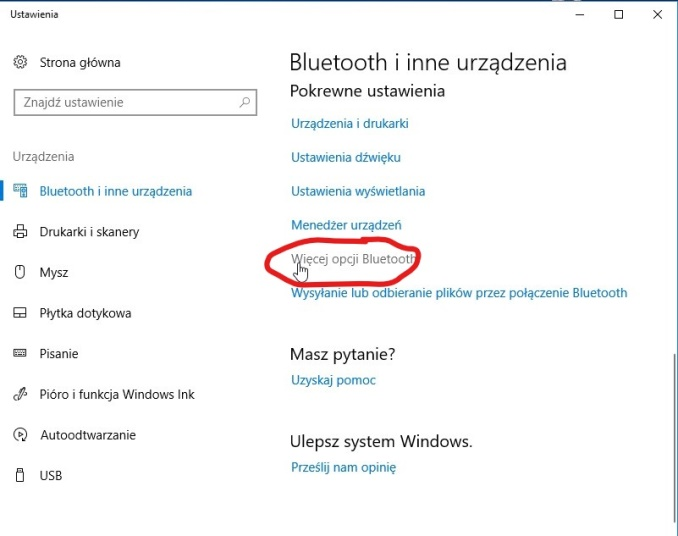 Ustawienia
Strona główna
Znajdź ustawienie
Urządzenia
Bluetooth i inne urządzenia
Drukarki i skanery
Mysz
Płytka dotykowa
Pisanie
Pióro i funkcja Windows Ink
Autoodtwarzanie
USB
Bluetooth i inne urządzenia
Pokrewne ustawienia
Urządzenia i drukarki
Ustawienia dźwięku
Ustawienia wyświetlania
Menedżer urządzeń
Więcej opcji Bluetooth
Wysyłanie lub odbieranie plików przez połączenie Bluetooth
Masz pytanie?
Uzyskaj pomoc
Ulepsz system Windows.
Prześlij nam opinię